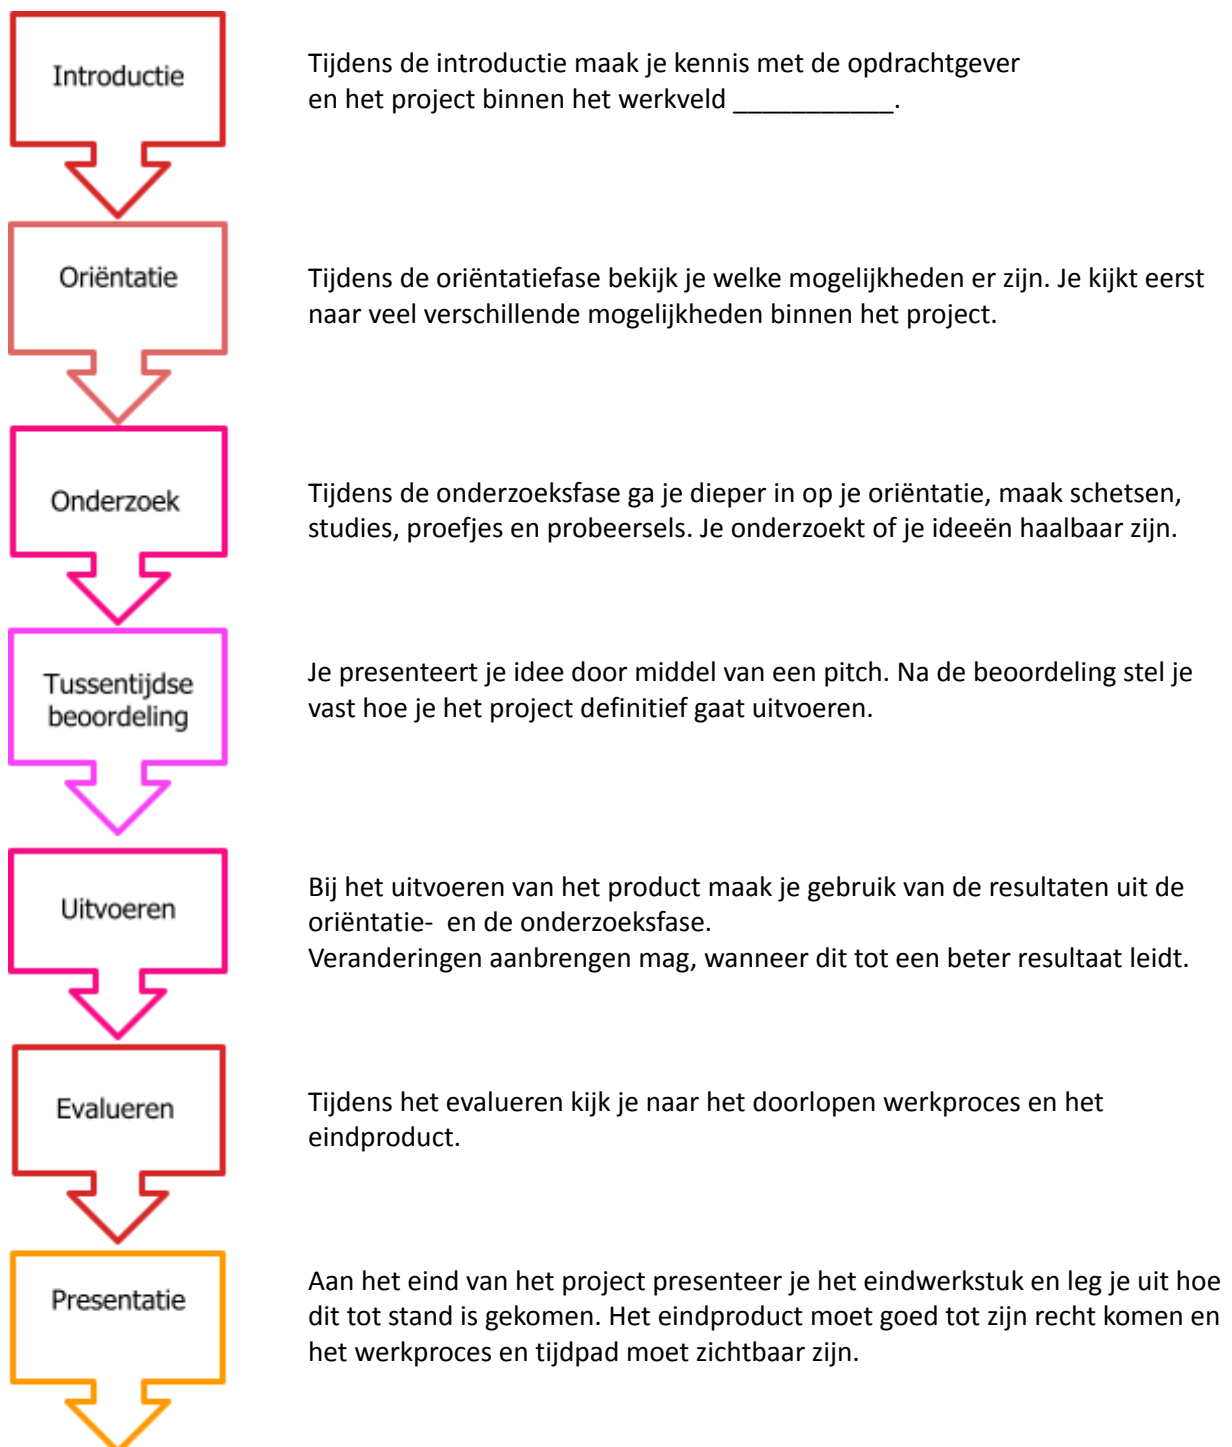 Introductie
Tijdens de introductie maak je kennis met de opdrachtgever
en het project binnen het werkveld ___________.
Oriëntatie
Tijdens de oriëntatiefase bekijk je welke mogelijkheden er zijn. Je kijkt eerst
naar veel verschillende mogelijkheden binnen het project.
Onderzoek
Tijdens de onderzoeksfase ga je dieper in op je oriëntatie, maak schetsen,
studies, proefjes en probeersels. Je onderzoekt of je ideeën haalbaar zijn.
Tussentijdse
beoordeling
Je presenteert je idee door middel van een pitch. Na de beoordeling stel je
vast hoe je het project definitief gaat uitvoeren.
Uitvoeren
Bij het uitvoeren van het product maak je gebruik van de resultaten uit de
oriëntatie-  en de onderzoeksfase.
Veranderingen aanbrengen mag, wanneer dit tot een beter resultaat leidt.
Evalueren
Tijdens het evalueren kijk je naar het doorlopen werkproces en het
eindproduct.
Presentatie
Aan het eind van het project presenteer je het eindwerkstuk en leg je uit hoe
dit tot stand is gekomen. Het eindproduct moet goed tot zijn recht komen en
het werkproces en tijdpad moet zichtbaar zijn.